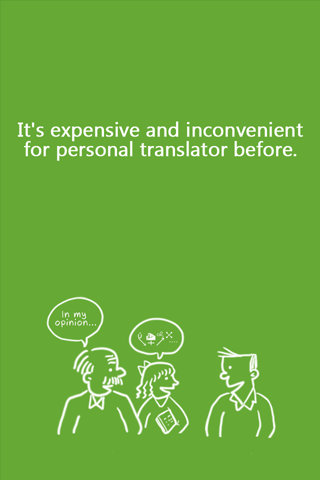 It's expensive and inconvenient
for personal translator before.
In my
opinion...